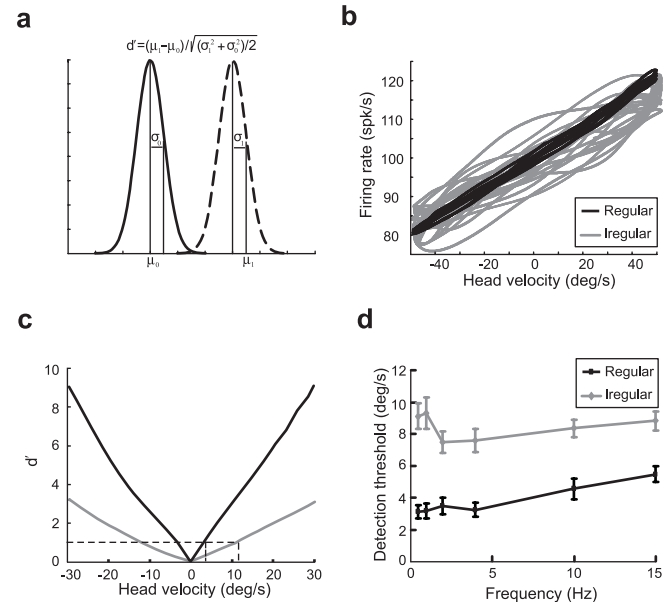 a
d'=(μ₁-μ₀)/√(σ₁²+σ₀²)/2
σ₀
σ₁
μ₀
μ₁
b
Firing rate (spk/s)
120
110
100
90
80
-40
-20
0
20
40
Head velocity (deg/s)
Regular
Iregular
c
d'
10
8
6
4
2
0
-30
-20
-10
0
10
20
30
Head velocity (deg/s)
d
Detection threshold (deg/s)
12
10
8
6
4
2
0
0
5
10
15
Frequency (Hz)
Regular
Iregular